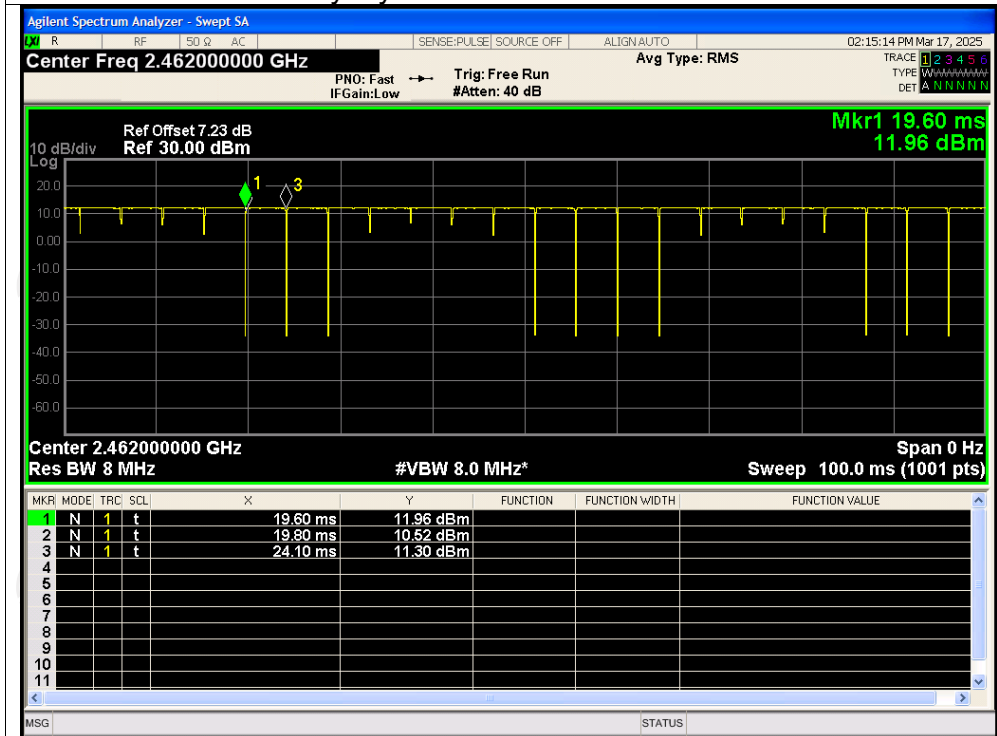 Agilent Spectrum Analyzer - Swept SA
LXI R RF 50 Ω AC SENSE:PULSE SOURCE OFF ALIGN AUTO 02:15:14 PM Mar 17, 2025
Center Freq 2.462000000 GHz Avg Type: RMS TRACE 1 2 3 4 5 6
PNO: Fast Trig: Free Run TYPE WWWWWW
IFGain:Low #Atten: 40 dB DET A N N N N N
Mkr1 19.60 ms
11.96 dBm
Ref Offset 7.23 dB
10 dB/div Ref 30.00 dBm
Log
1 3
20.0
10.0
0.00
-10.0
-20.0
-30.0
-40.0
-50.0
-60.0
Center 2.462000000 GHz Span 0 Hz
Res BW 8 MHz #VBW 8.0 MHz* Sweep 100.0 ms (1001 pts)
MKR MODE TRC SCL X Y FUNCTION FUNCTION WIDTH FUNCTION VALUE
1 N 1 t 19.60 ms 11.96 dBm
2 N 1 t 19.80 ms 10.52 dBm
3 N 1 t 24.10 ms 11.30 dBm
4
5
6
7
8
9
10
11
MSG STATUS